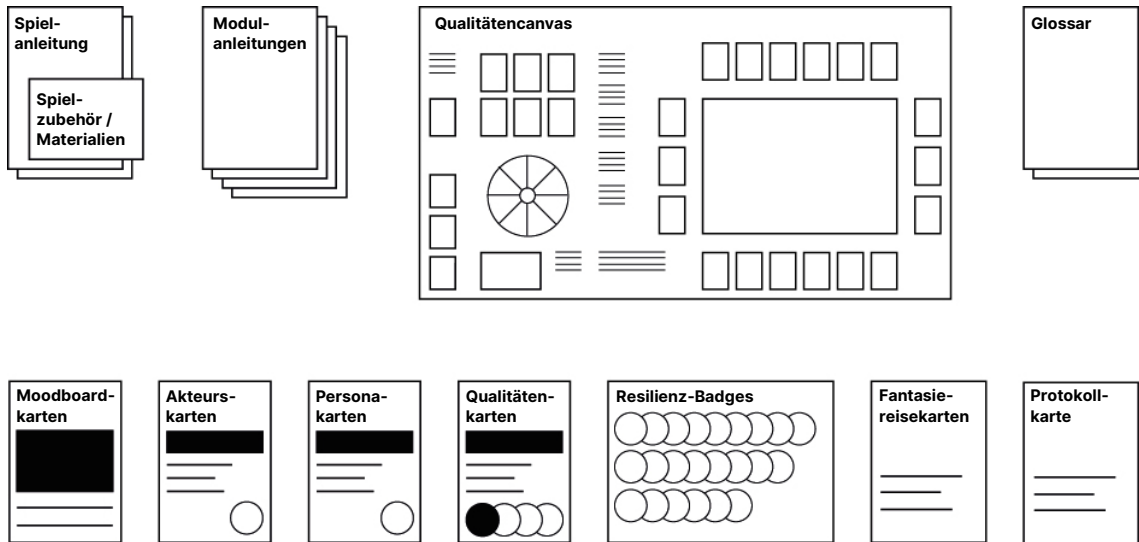 Spiel-
anleitung
Spiel-
zubehör /
Materialien
Modul-
anleitungen
Qualitätencanvas
Glossar
Moodboard-
karten
Akteurs-
karten
Persona-
karten
Qualitäten-
karten
Resilienz-Badges
Fantasie-
reisekarten
Protokoll-
karte